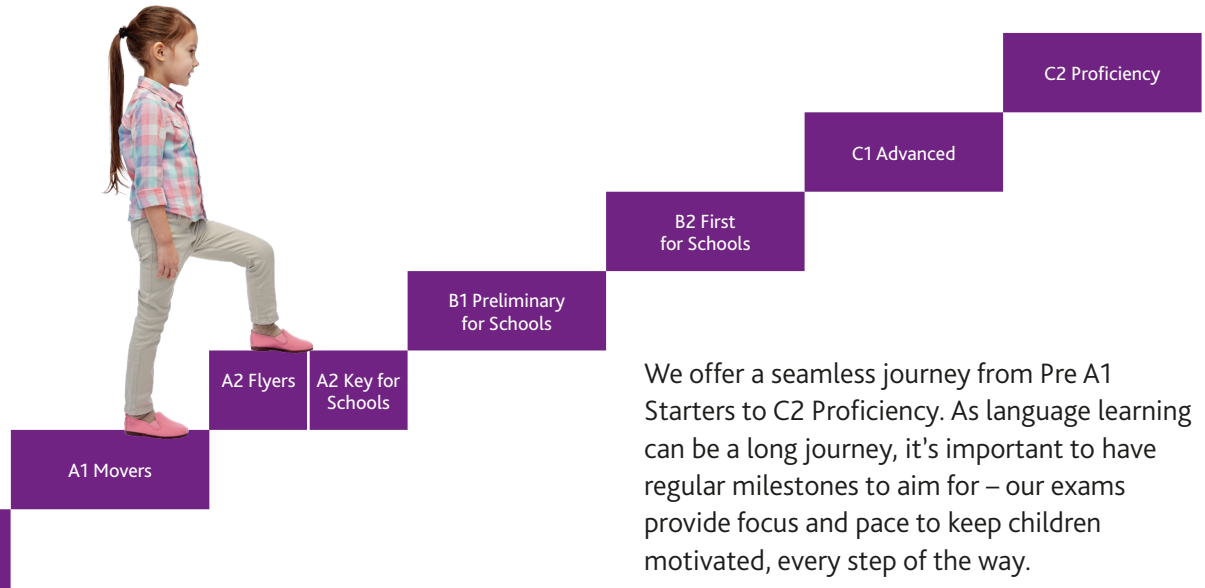 C2 Proficiency
C1 Advanced
B2 First
for Schools
B1 Preliminary
for Schools
A2 Flyers
A2 Key for
Schools
A1 Movers
We offer a seamless journey from Pre A1
Starters to C2 Proficiency. As language learning
can be a long journey, it's important to have
regular milestones to aim for – our exams
provide focus and pace to keep children
motivated, every step of the way.